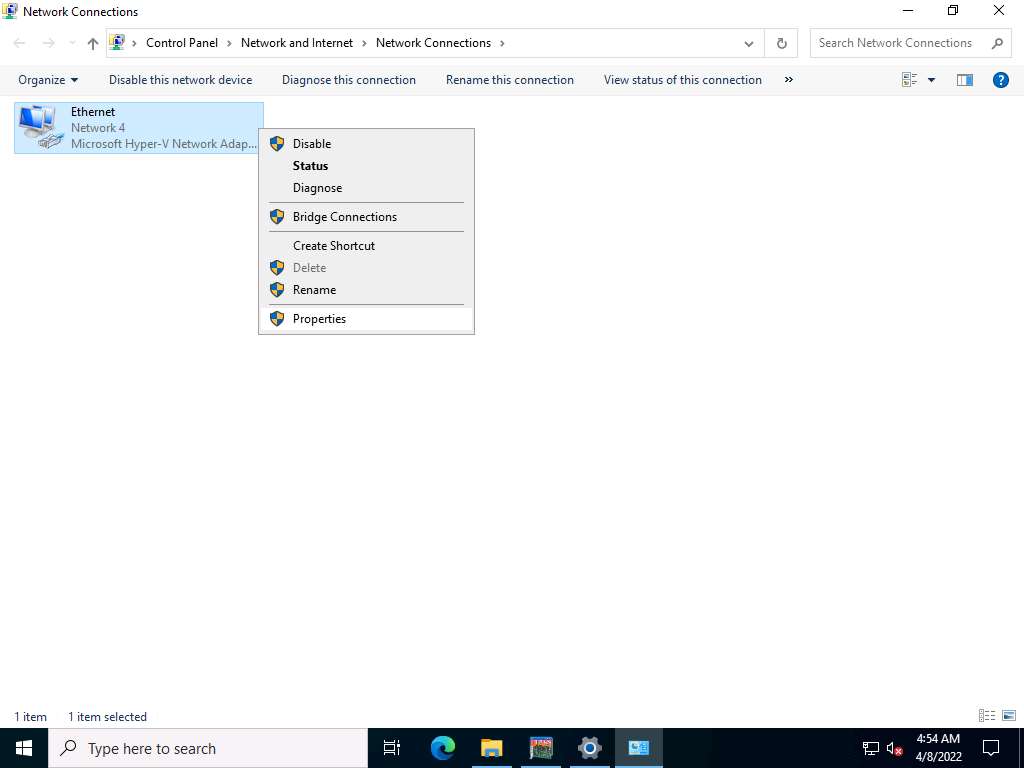 Network Connections
Control Panel > Network and Internet > Network Connections >
Search Network Connections
Organize
Disable this network device
Diagnose this connection
Rename this connection
View status of this connection
»
Ethernet
Network 4
Microsoft Hyper-V Network Adap...
Disable
Status
Diagnose
Bridge Connections
Create Shortcut
Delete
Rename
Properties
1 item
1 item selected
Type here to search
4:54 AM
4/8/2022